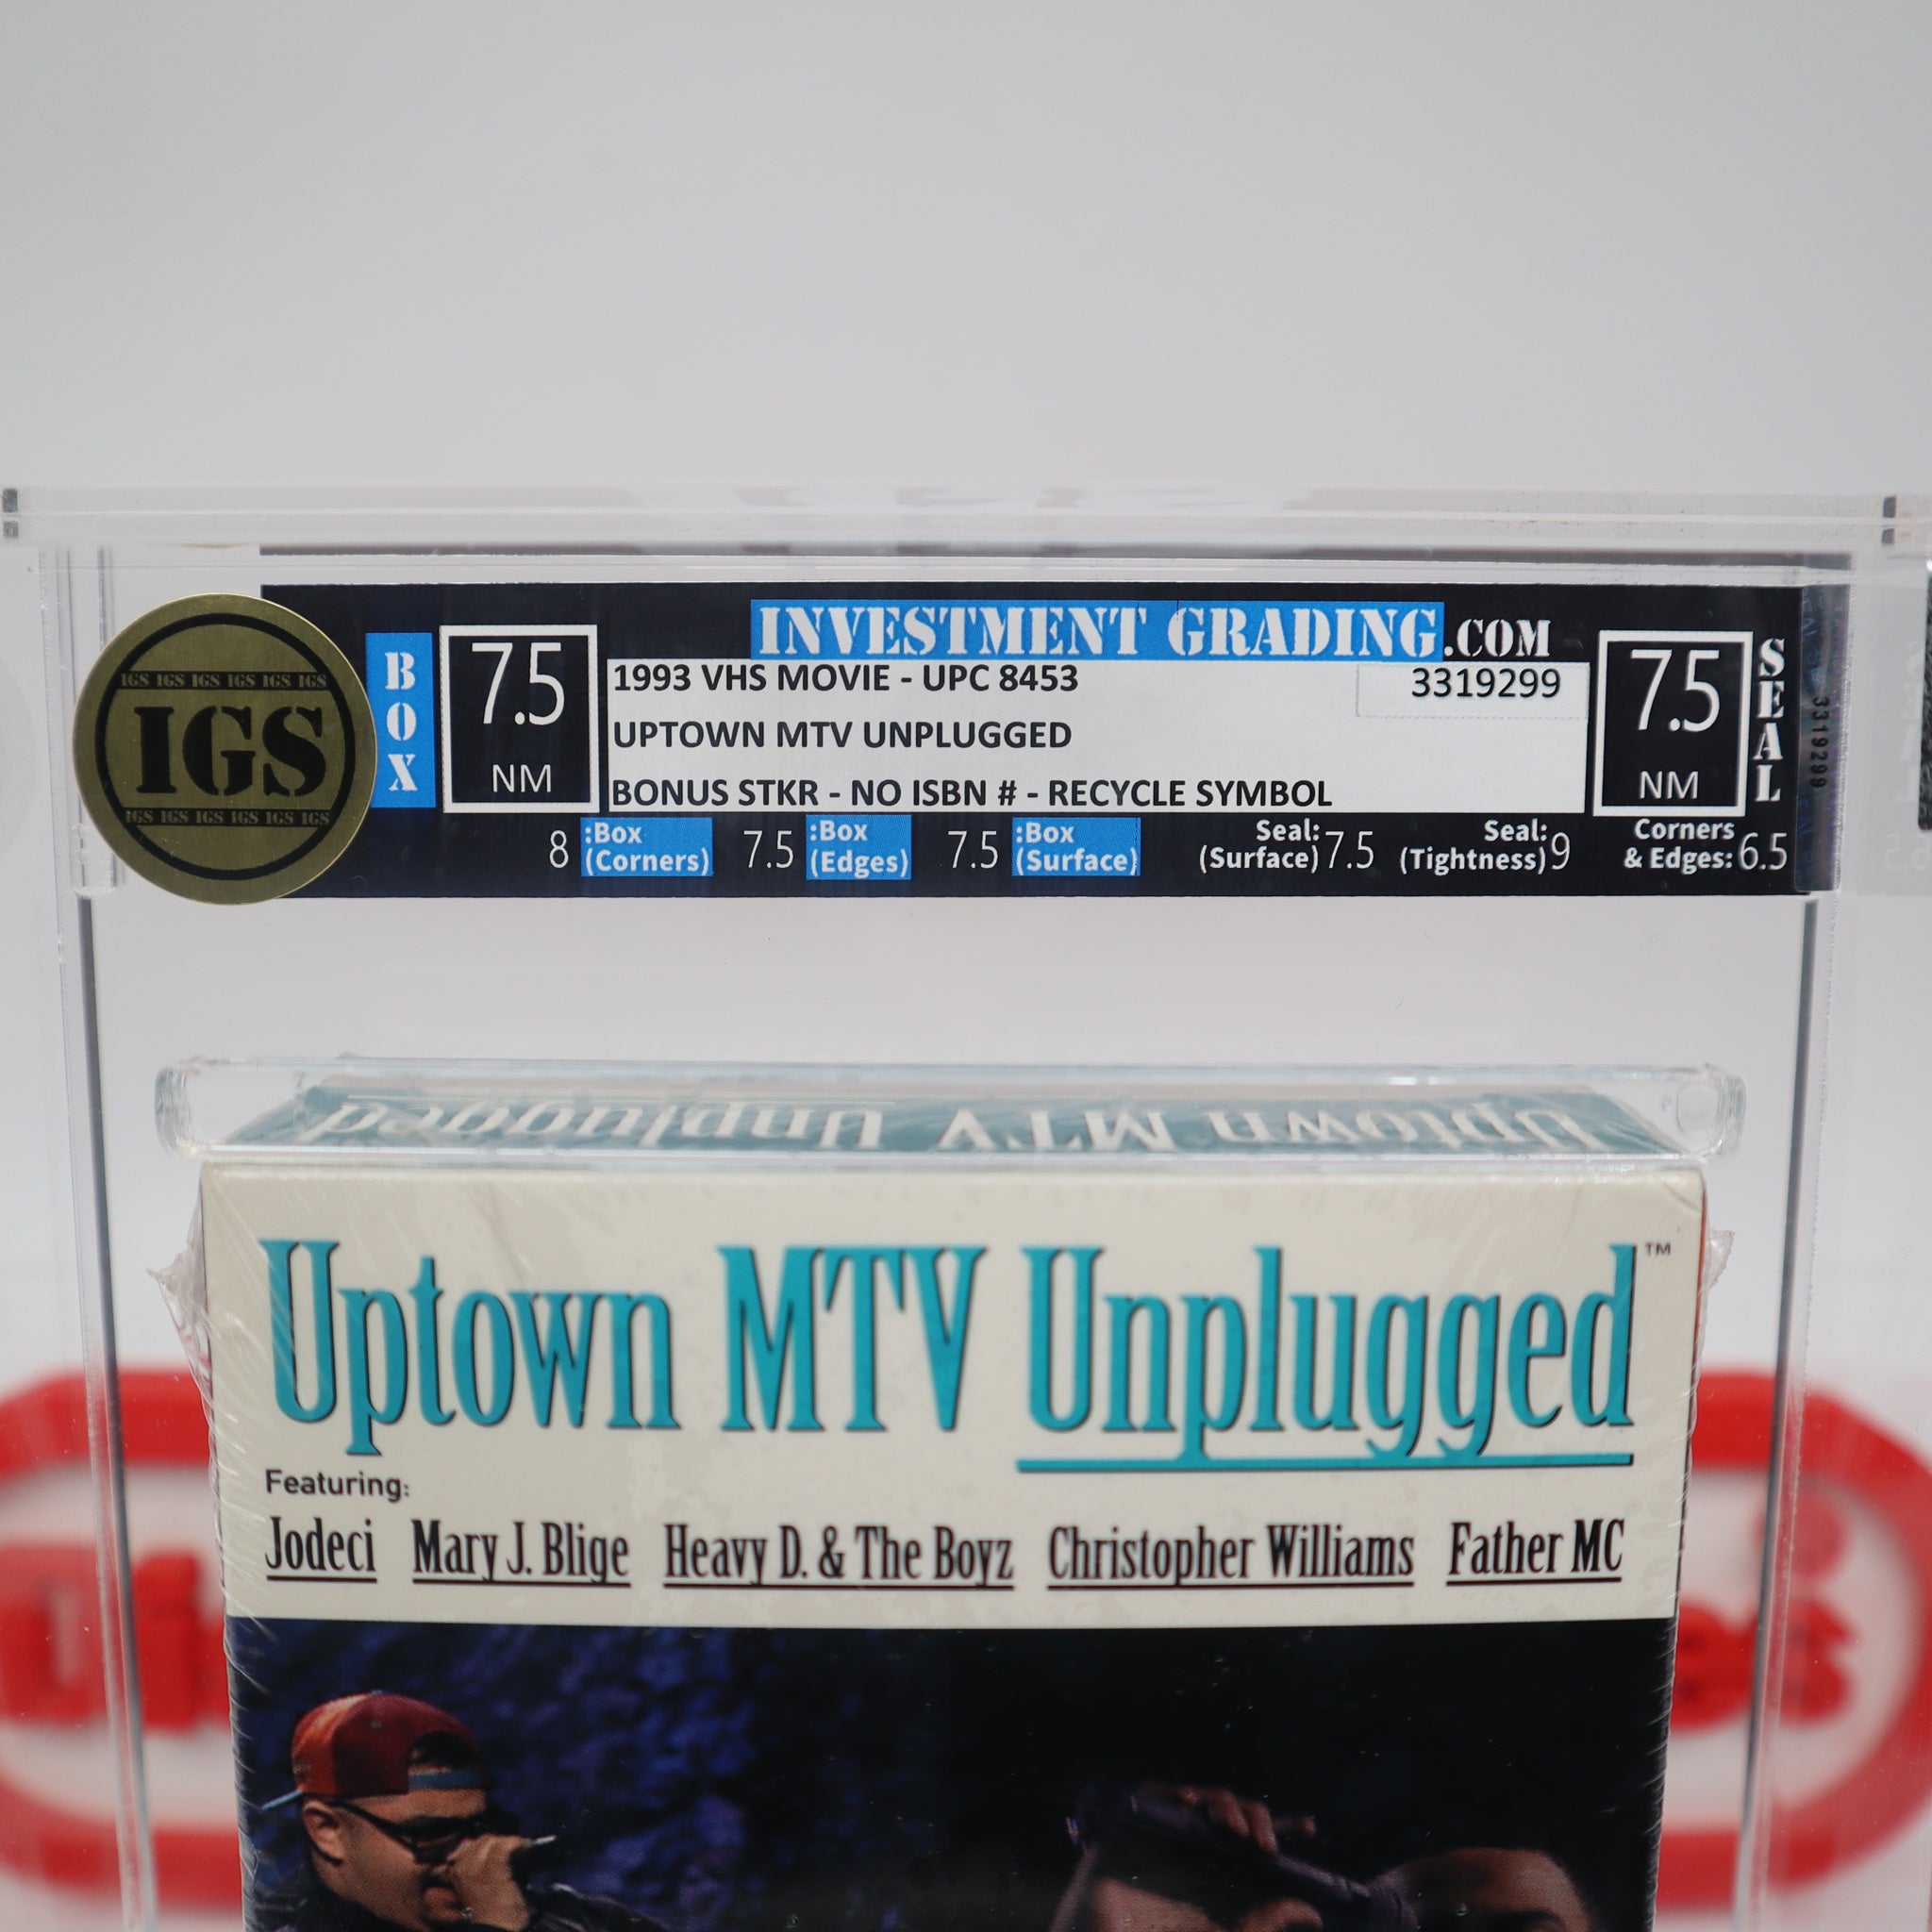 INVESTMENT GRADING.COM
IGS IGS IGS IGS IGS IGS
IGS
IGS IGS IGS IGS IGS IGS
BOX
7.5
NM
1993 VHS MOVIE - UPC 8453
3319299
UPTOWN MTV UNPLUGGED
BONUS STKR - NO ISBN # - RECYCLE SYMBOL
7.5
NM
SEAL
3319299
8 :Box (Corners)
7.5 :Box (Edges)
7.5 :Box (Surface)
Seal: (Surface) 7.5
Seal: (Tightness) 9
Corners & Edges: 6.5
Uptown MTV Unplugged
Uptown MTV Unplugged™
Featuring:
Jodeci Mary J. Blige Heavy D. & The Boyz Christopher Williams Father MC